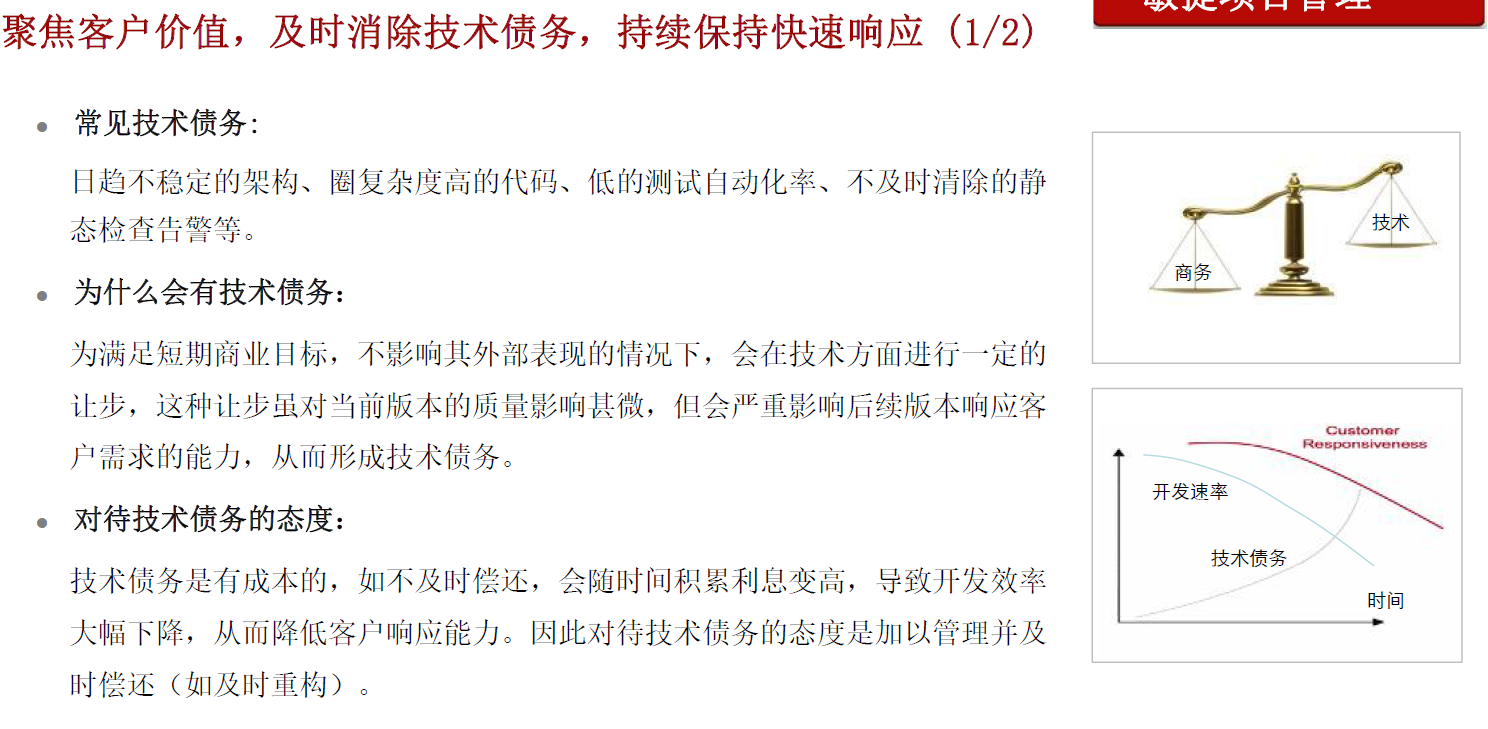 敏捷项目管理
聚焦客户价值，及时消除技术债务，持续保持快速响应 (1/2)
• 常见技术债务:
日趋不稳定的架构、圈复杂度高的代码、低的测试自动化率、不及时清除的静
态检查告警等。
• 为什么会有技术债务：
为满足短期商业目标，不影响其外部表现的情况下，会在技术方面进行一定的
让步，这种让步虽对当前版本的质量影响甚微，但会严重影响后续版本响应客
户需求的能力，从而形成技术债务。
• 对待技术债务的态度：
技术债务是有成本的，如不及时偿还，会随时间积累利息变高，导致开发效率
大幅下降，从而降低客户响应能力。因此对待技术债务的态度是加以管理并及
时偿还（如及时重构）。
技术
商务
Customer
Responsiveness
开发速率
技术债务
时间